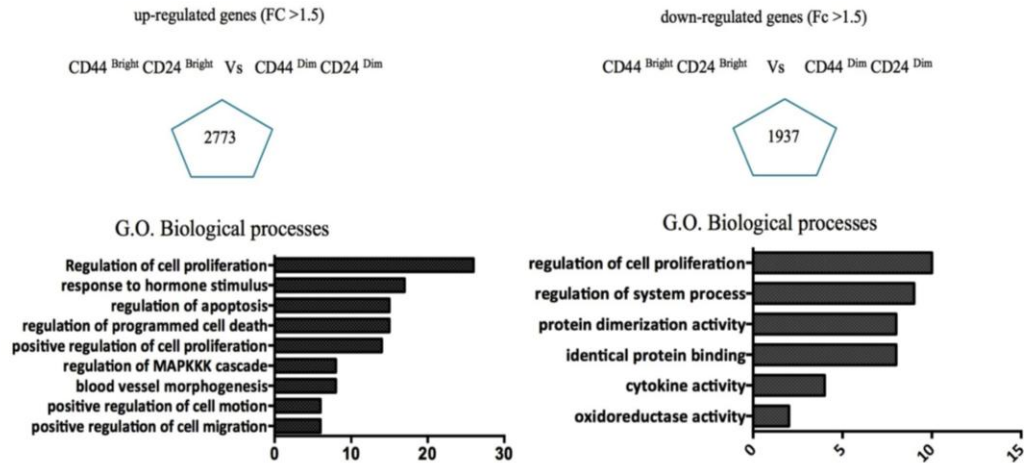 up-regulated genes (FC >1.5)
CD44 Bright CD24 Bright Vs CD44 Dim CD24 Dim
2773
G.O. Biological processes
Regulation of cell proliferation
response to hormone stimulus
regulation of apoptosis
regulation of programmed cell death
positive regulation of cell proliferation
regulation of MAPKKK cascade
blood vessel morphogenesis
positive regulation of cell motion
positive regulation of cell migration
0 10 20 30
down-regulated genes (Fc >1.5)
CD44 Bright CD24 Bright Vs CD44 Dim CD24 Dim
1937
G.O. Biological processes
regulation of cell proliferation
regulation of system process
protein dimerization activity
identical protein binding
cytokine activity
oxidoreductase activity
0 5 10 15